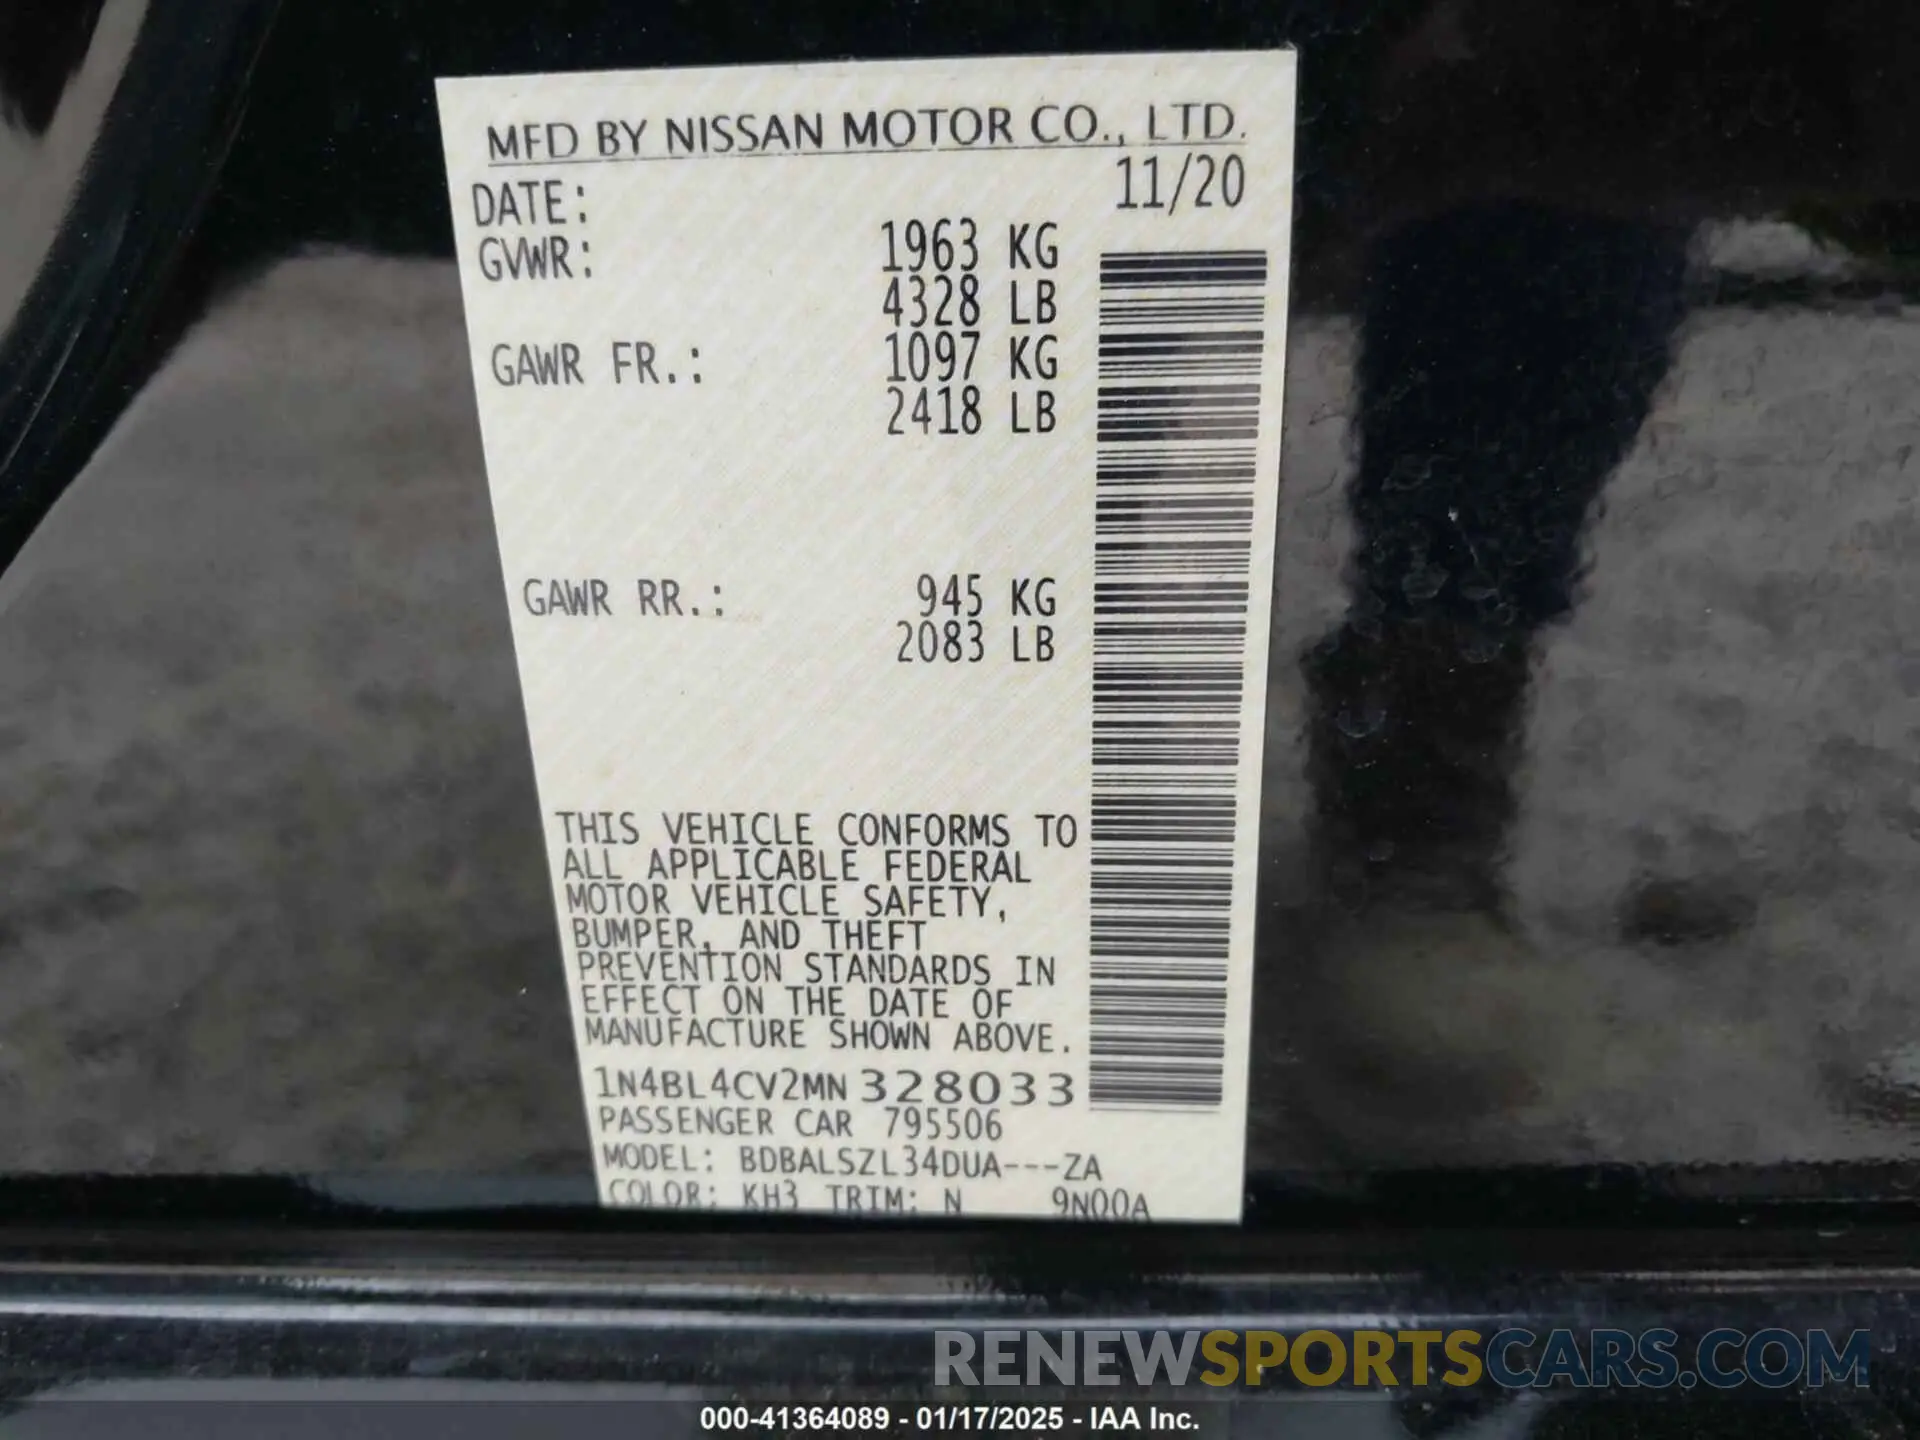 MFD BY NISSAN MOTOR CO., LTD.
DATE: 11/20
GVWR: 1963 KG
4328 LB
GAWR FR.: 1097 KG
2418 LB
GAWR RR.: 945 KG
2083 LB
THIS VEHICLE CONFORMS TO
ALL APPLICABLE FEDERAL
MOTOR VEHICLE SAFETY,
BUMPER, AND THEFT
PREVENTION STANDARDS IN
EFFECT ON THE DATE OF
MANUFACTURE SHOWN ABOVE.
1N4BL4CV2MN 328033
PASSENGER CAR 795506
MODEL: BDBALSZL34DUA---ZA
COLOR: KH3 TRIM: N 9N00A
RENEWSPORTSCARS.COM
000-41364089 - 01/17/2025 - IAA Inc.